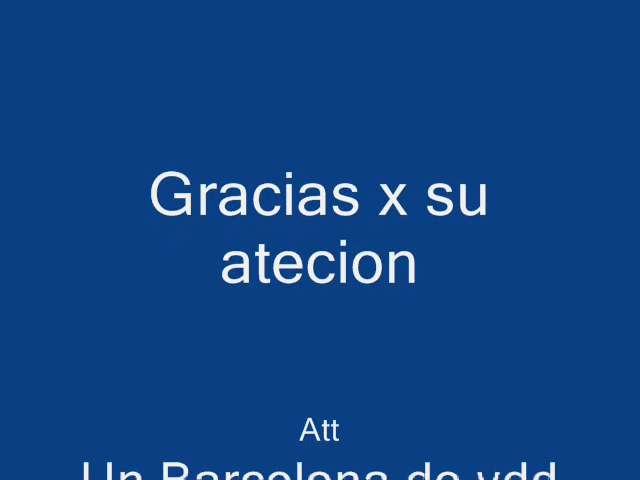 Gracias x su
atecion
Att
Un Barcelona de vdd